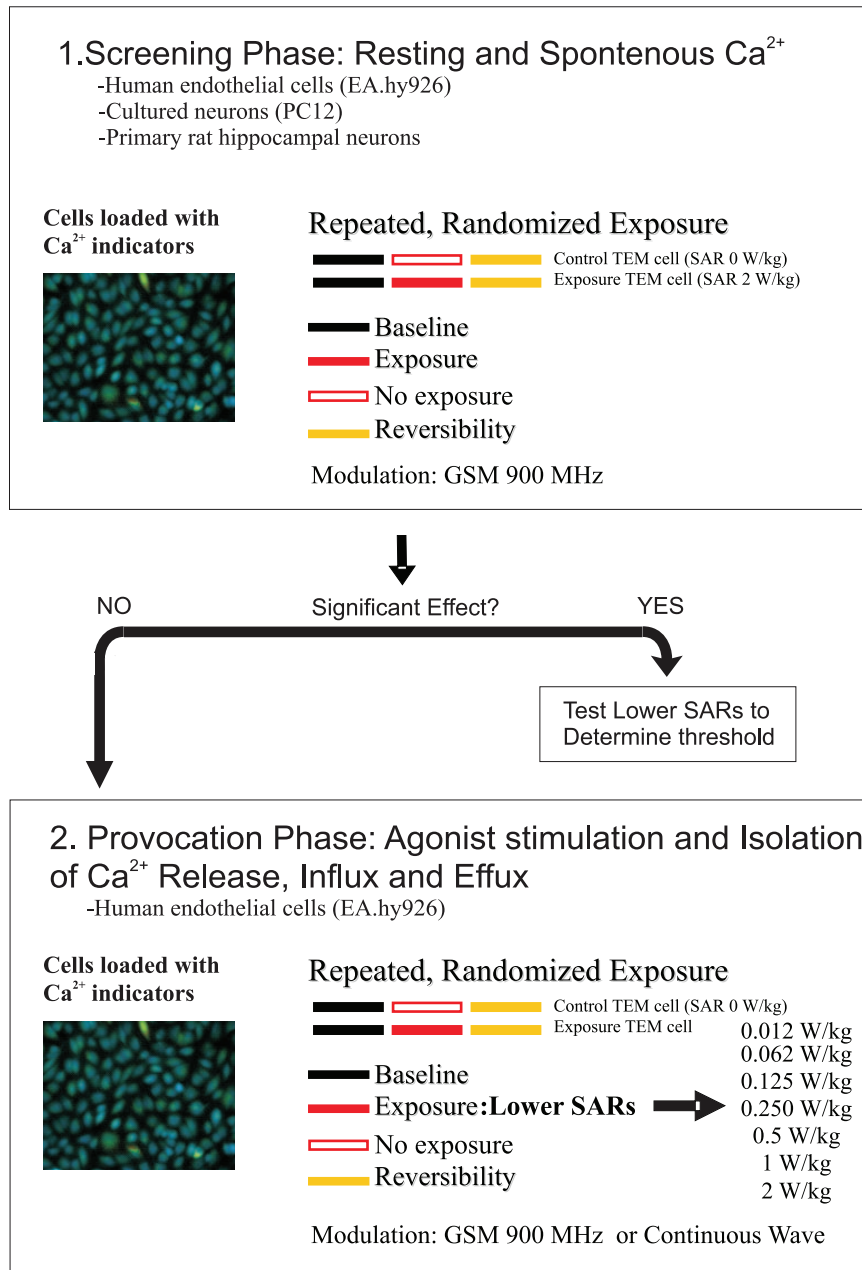 1.Screening Phase: Resting and Spontenous Ca2+
-Human endothelial cells (EA.hy926)
-Cultured neurons (PC12)
-Primary rat hippocampal neurons
Cells loaded with
Ca2+ indicators
Repeated, Randomized Exposure
Control TEM cell (SAR 0 W/kg)
Exposure TEM cell (SAR 2 W/kg)
Baseline
Exposure
No exposure
Reversibility
Modulation: GSM 900 MHz
NO
Significant Effect?
YES
Test Lower SARs to
Determine threshold
2. Provocation Phase: Agonist stimulation and Isolation
of Ca2+ Release, Influx and Effux
-Human endothelial cells (EA.hy926)
Cells loaded with
Ca2+ indicators
Repeated, Randomized Exposure
Control TEM cell (SAR 0 W/kg)
Exposure TEM cell
Baseline
Exposure:Lower SARs
No exposure
Reversibility
0.012 W/kg
0.062 W/kg
0.125 W/kg
0.250 W/kg
0.5 W/kg
1 W/kg
2 W/kg
Modulation: GSM 900 MHz or Continuous Wave